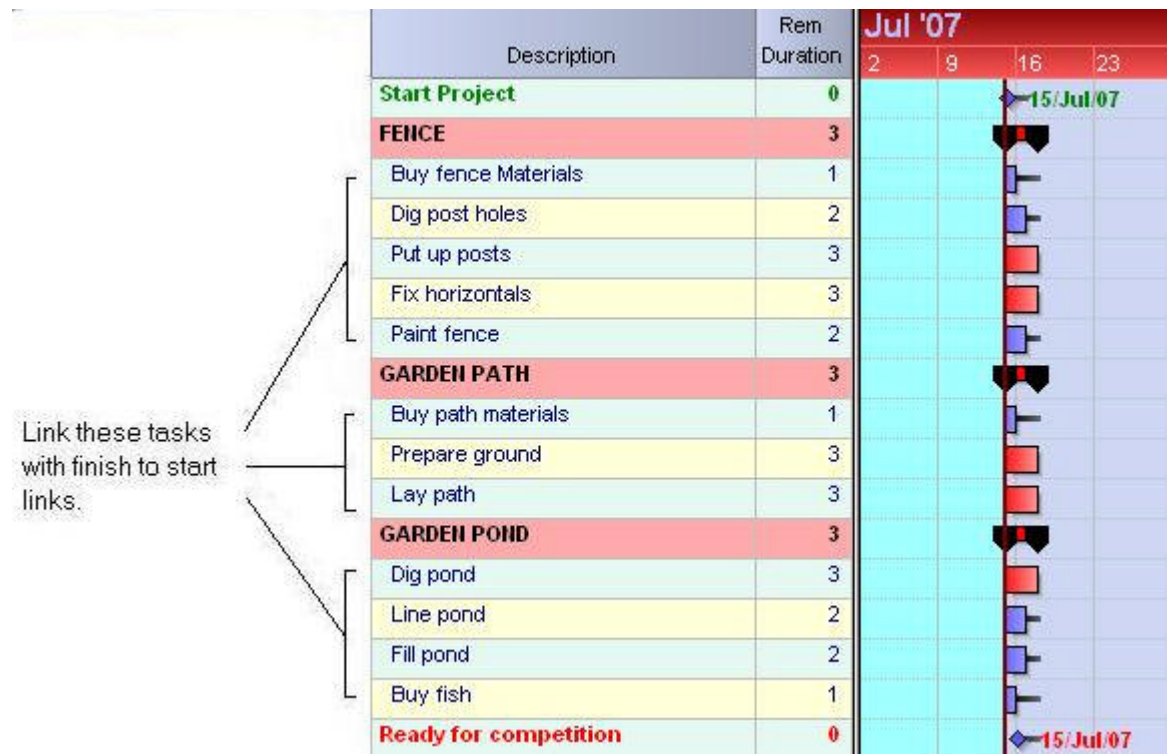 Description Rem Duration Jul '07
2 9 16 23
Start Project 0 15/Jul/07
FENCE 3
Buy fence Materials 1
Dig post holes 2
Put up posts 3
Fix horizontals 3
Paint fence 2
GARDEN PATH 3
Buy path materials 1
Prepare ground 3
Lay path 3
GARDEN POND 3
Dig pond 3
Line pond 2
Fill pond 2
Buy fish 1
Ready for competition 0 15/Jul/07
Link these tasks
with finish to start
links.